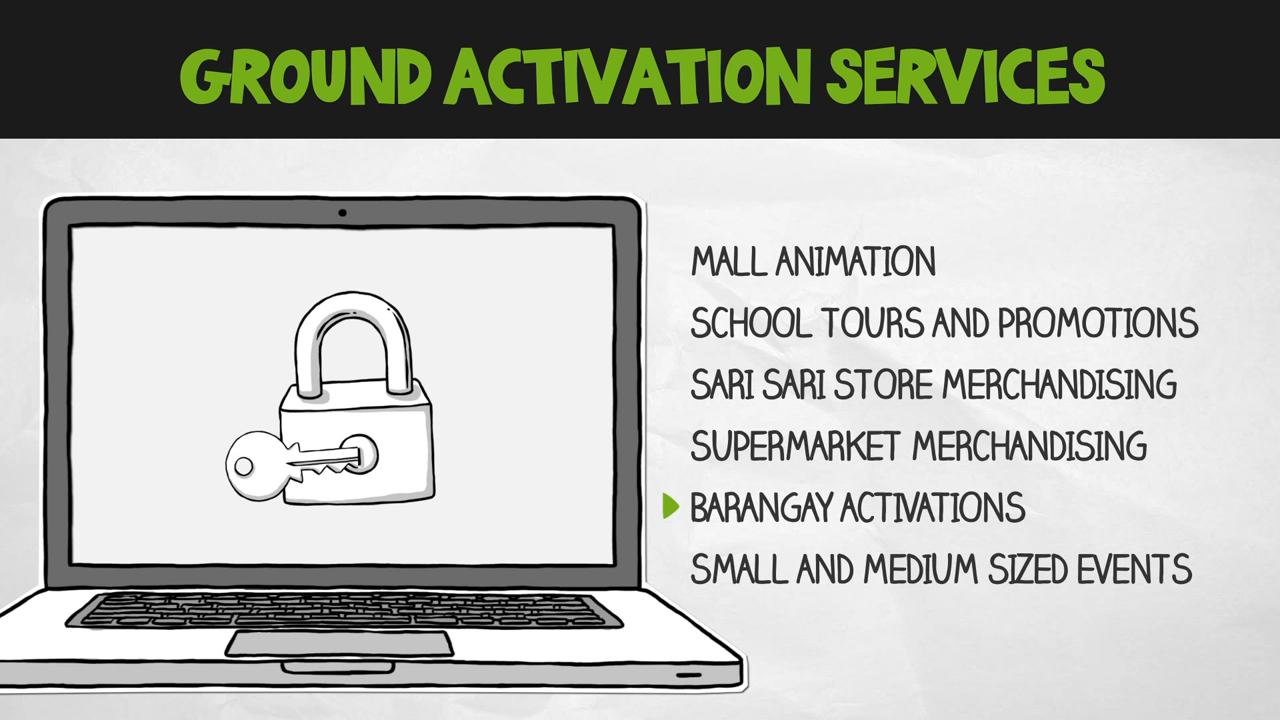 GROUND ACTIVATION SERVICES
MALL ANIMATION
SCHOOL TOURS AND PROMOTIONS
SARI SARI STORE MERCHANDISING
SUPERMARKET MERCHANDISING
BARANGAY ACTIVATIONS
SMALL AND MEDIUM SIZED EVENTS